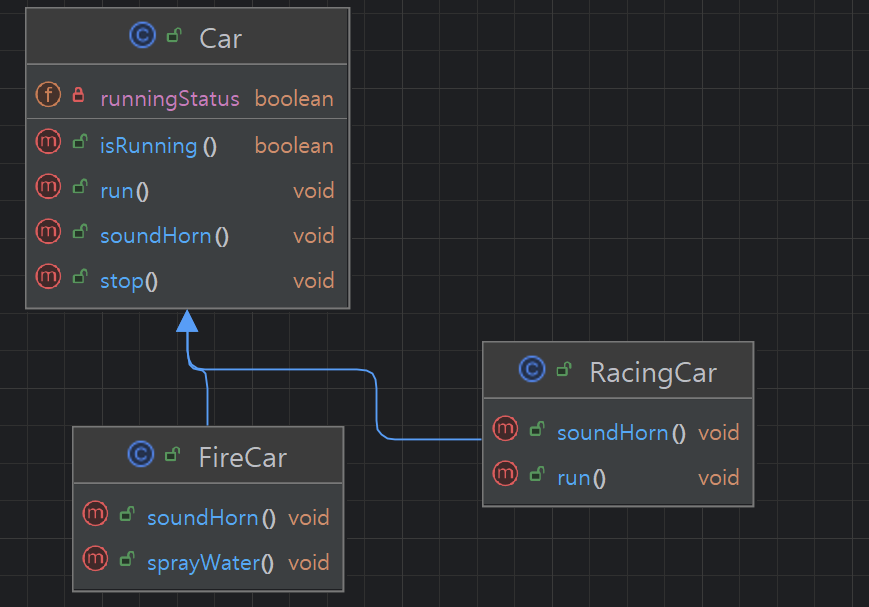 C Car
f runningStatus boolean
m isRunning () boolean
m run() void
m soundHorn() void
m stop() void
C RacingCar
m soundHorn() void
m run() void
C FireCar
m soundHorn() void
m sprayWater() void